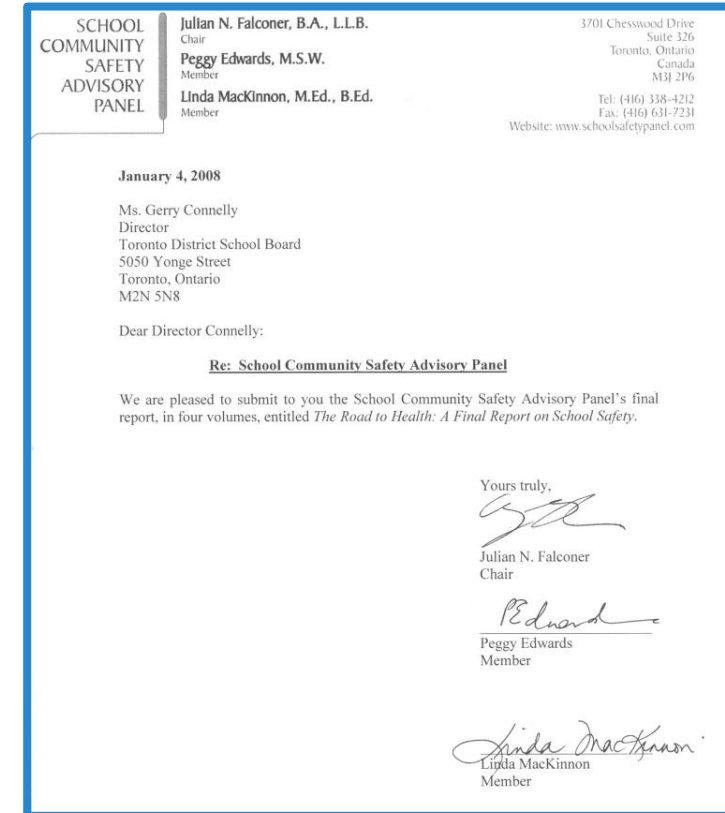 SCHOOL
COMMUNITY
SAFETY
ADVISORY
PANEL
Julian N. Falconer, B.A., L.L.B.
Chair
Peggy Edwards, M.S.W.
Member
Linda MacKinnon, M.Ed., B.Ed.
Member
3701 Chesswood Drive
Suite 326
Toronto, Ontario
Canada
M3J 2P6
Tel: (416) 338-4212
Fax: (416) 631-7231
Website: www.schoolsafetypanel.com
January 4, 2008
Ms. Gerry Connelly
Director
Toronto District School Board
5050 Yonge Street
Toronto, Ontario
M2N 5N8
Dear Director Connelly:
Re: School Community Safety Advisory Panel
We are pleased to submit to you the School Community Safety Advisory Panel's final
report, in four volumes, entitled The Road to Health: A Final Report on School Safety.
Yours truly,
Julian N. Falconer
Chair
PEdward
Peggy Edwards
Member
Linda MacKinnon
Linda MacKinnon
Member